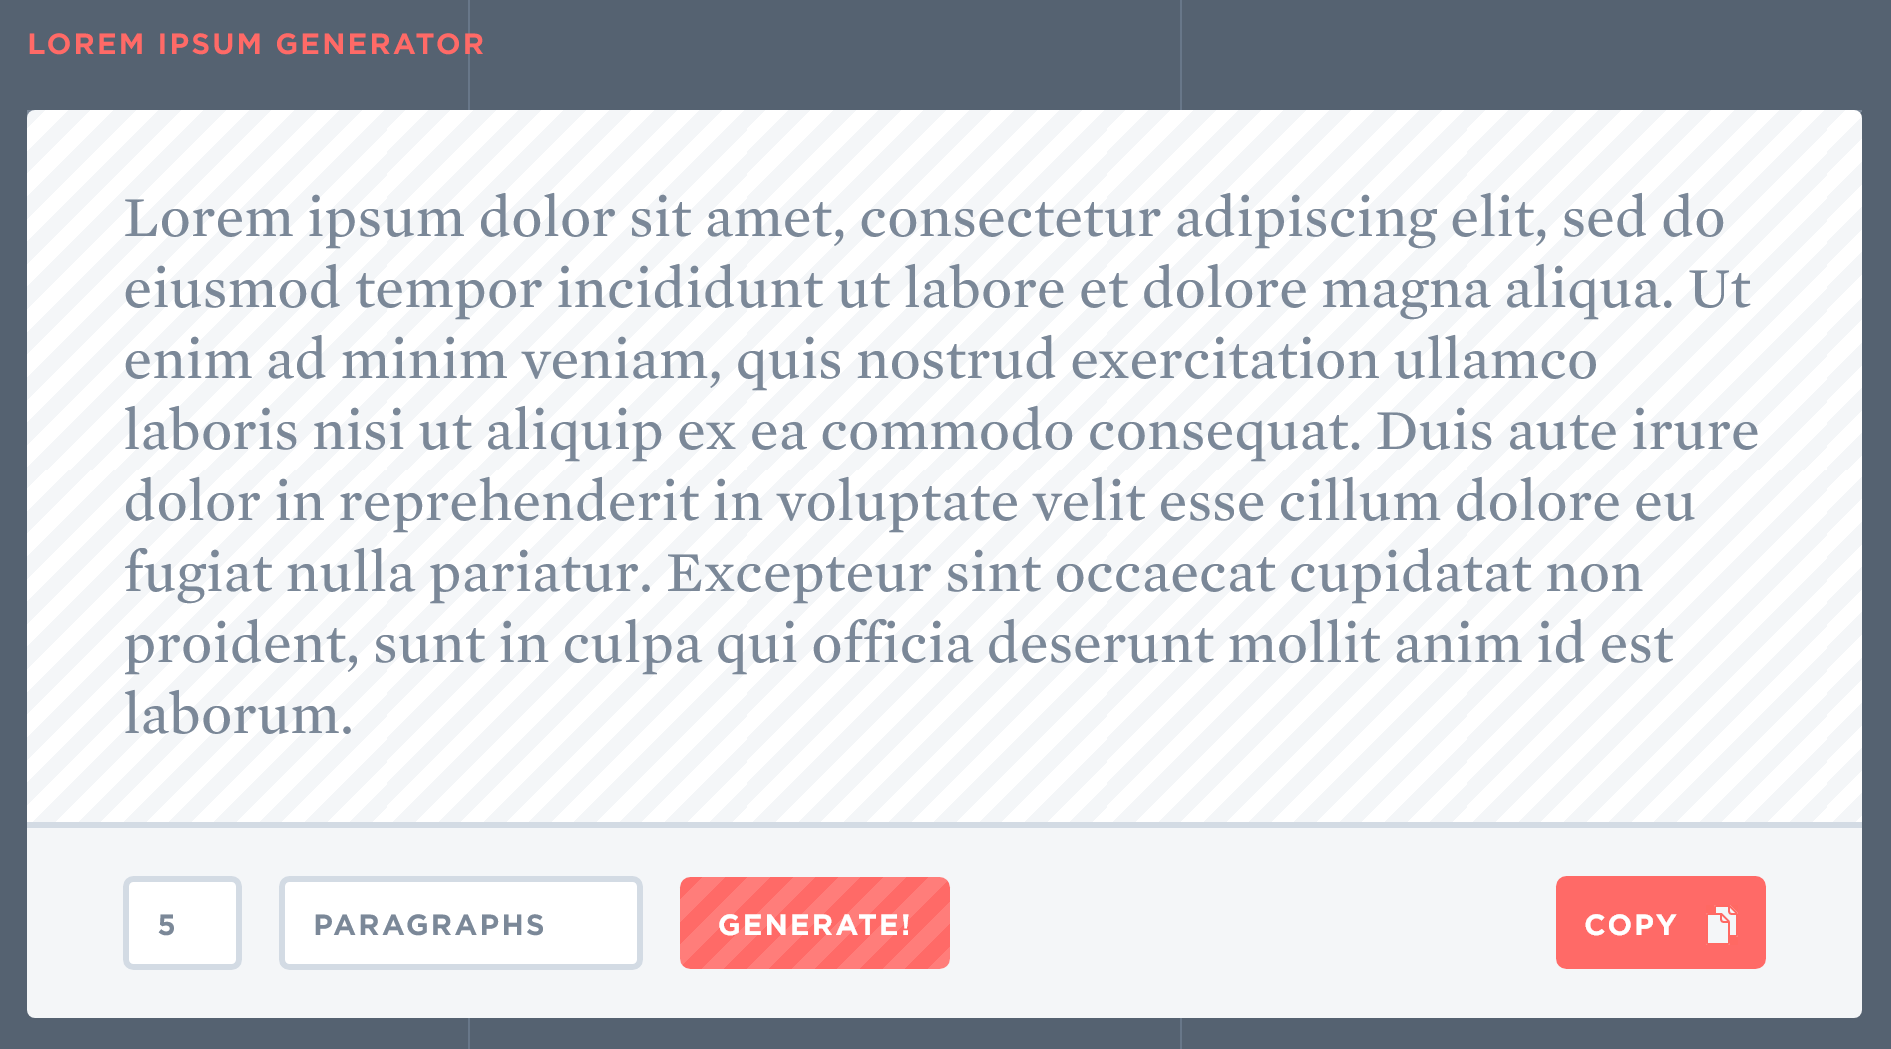 LOREM IPSUM GENERATOR
Lorem ipsum dolor sit amet, consectetur adipiscing elit, sed do
eiusmod tempor incididunt ut labore et dolore magna aliqua. Ut
enim ad minim veniam, quis nostrud exercitation ullamco
laboris nisi ut aliquip ex ea commodo consequat. Duis aute irure
dolor in reprehenderit in voluptate velit esse cillum dolore eu
fugiat nulla pariatur. Excepteur sint occaecat cupidatat non
proident, sunt in culpa qui officia deserunt mollit anim id est
laborum.
5 PARAGRAPHS GENERATE! COPY